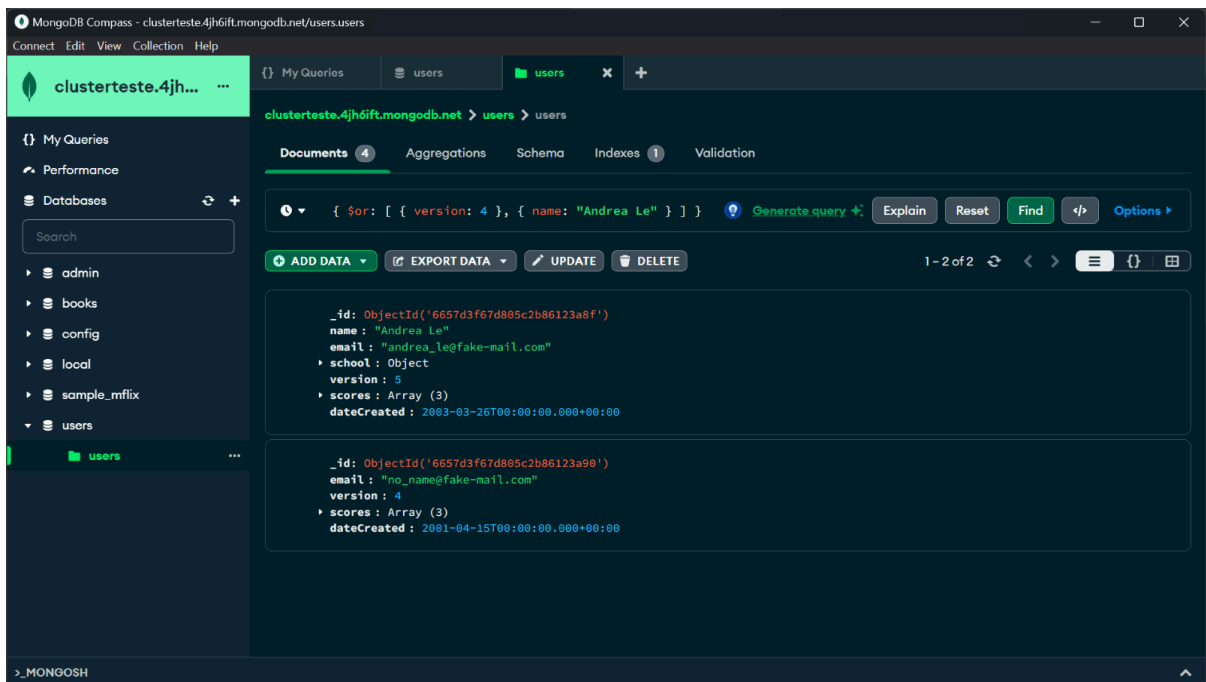 MongoDB Compass - clusterteste.4jh6ift.mongodb.net/users.users
Connect Edit View Collection Help
clusterteste.4jh... ...
{} My Queries
Performance
Databases
Search
admin
books
config
local
sample_mflix
users
users ...
{} My Queries users users
clusterteste.4jh6ift.mongodb.net > users > users
Documents 4 Aggregations Schema Indexes 1 Validation
{ $or: [ { version: 4 }, { name: "Andrea Le" } ] } Generate query Explain Reset Find </> Options
ADD DATA EXPORT DATA UPDATE DELETE 1 - 2 of 2 {}
_id: ObjectId('6657d3f67d805c2b86123a8f')
name : "Andrea Le"
email : "andrea_le@fake-mail.com"
school : Object
version : 5
scores : Array (3)
dateCreated : 2003-03-26T00:00:00.000+00:00
_id: ObjectId('6657d3f67d805c2b86123a90')
email : "no_name@fake-mail.com"
version : 4
scores : Array (3)
dateCreated : 2001-04-15T00:00:00.000+00:00
>_MONGOSH